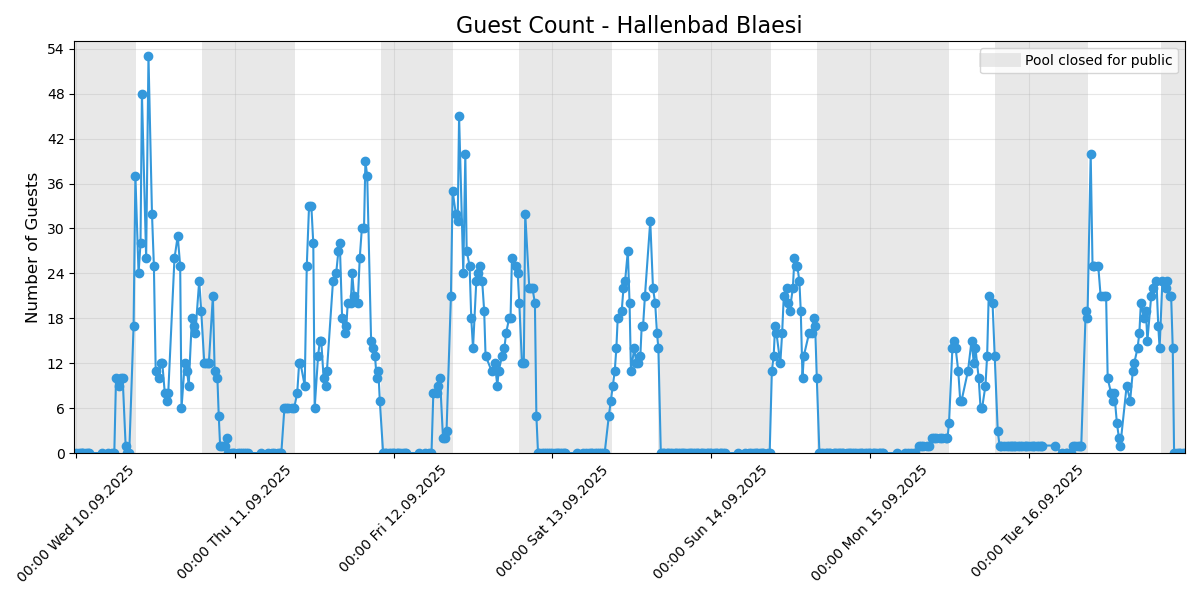 Guest Count - Hallenbad Blaesi
Pool closed for public
Number of Guests
54
48
42
36
30
24
18
12
6
0
00:00 Wed 10.09.2025
00:00 Thu 11.09.2025
00:00 Fri 12.09.2025
00:00 Sat 13.09.2025
00:00 Sun 14.09.2025
00:00 Mon 15.09.2025
00:00 Tue 16.09.2025